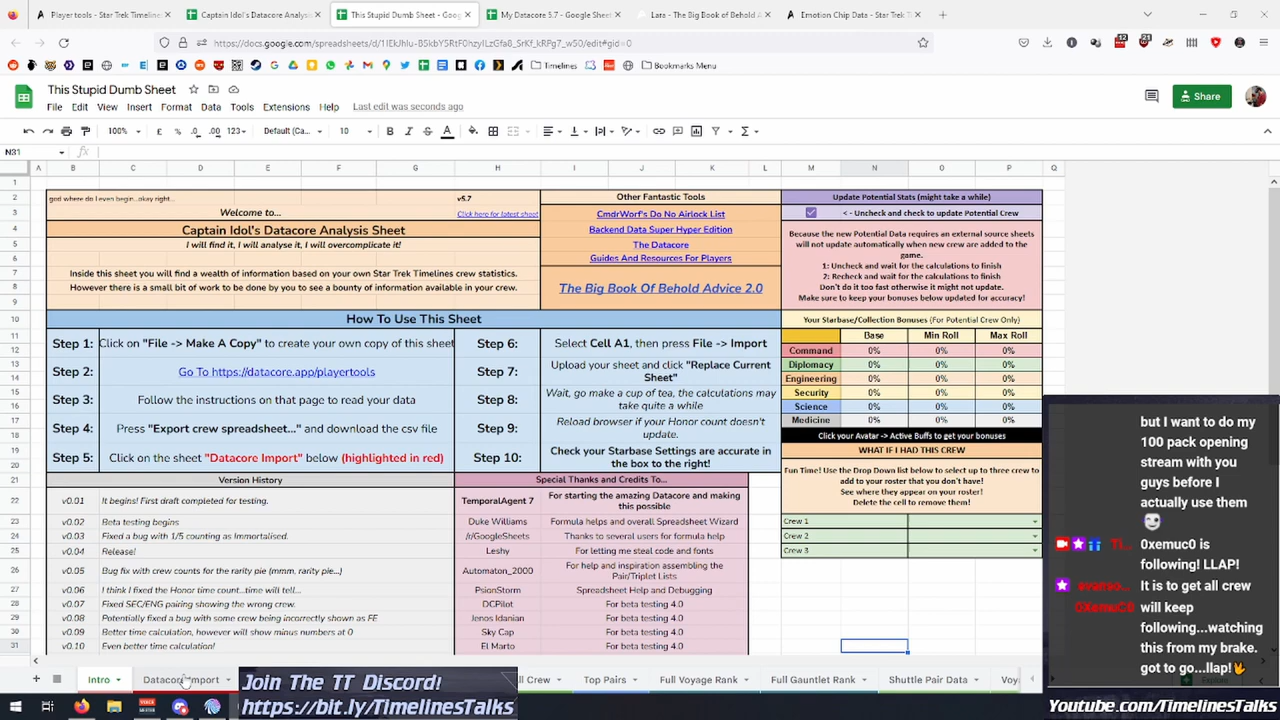 Player tools - Star Trek Timelines
Captain Idol's Datacore Analysis
This Stupid Dumb Sheet - Goog
My Datacore 5.7 - Google Sheet
Lara - The Big Book of Behold A
Emotion Chip Data - Star Trek T
Timelines
Bookmarks Menu
This Stupid Dumb Sheet
File Edit View Insert Format Data Tools Extensions Help Last edit was seconds ago
Share
100% £ % .0 .00 123 Default (Ca... 10
N31
A B C D E F G H I J K L M N O P Q
god where do I even begin...okay right...
v5.7
Welcome to...
Click here for latest sheet
Captain Idol's Datacore Analysis Sheet
I will find it, I will analyse it, I will overcomplicate it!
Inside this sheet you will find a wealth of information based on your own Star Trek Timelines crew statistics.
However there is a small bit of work to be done by you to see a bounty of information available in your crew.
Other Fantastic Tools
CmdrWorf's Do No Airlock List
Backend Data Super Hyper Edition
The Datacore
Guides And Resources For Players
The Big Book Of Behold Advice 2.0
Update Potential Stats (might take a while)
< - Uncheck and check to update Potential Crew
Because the new Potential Data requires an external source sheets
will not update automatically when new crew are added to the
game.
1: Uncheck and wait for the calculations to finish
2: Recheck and wait for the calculations to finish
Don't do it too fast otherwise it might not update.
Make sure to keep your bonuses below updated for accuracy!
How To Use This Sheet
Step 1: Click on "File -> Make A Copy" to create your own copy of this sheet
Step 2: Go To https://datacore.app/playertools
Step 3: Follow the instructions on that page to read your data
Step 4: Press "Export crew spreadsheet..." and download the csv file
Step 5: Click on the sheet "Datacore Import" below (highlighted in red)
Step 6: Select Cell A1, then press File -> Import
Step 7: Upload your sheet and click "Replace Current
Sheet"
Step 8: Wait, go make a cup of tea, the calculations may
take quite a while
Step 9: Reload browser if your Honor count doesn't
update.
Step 10: Check your Starbase Settings are accurate in
the box to the right!
Your Starbase/Collection Bonuses (For Potential Crew Only)
Base Min Roll Max Roll
Command 0% 0% 0%
Diplomacy 0% 0% 0%
Engineering 0% 0% 0%
Security 0% 0% 0%
Science 0% 0% 0%
Medicine 0% 0% 0%
Click your Avatar -> Active Buffs to get your bonuses
WHAT IF I HAD THIS CREW
Fun Time! Use the Drop Down list below to select up to three crew to
add to your roster that you don't have!
See where they appear on your roster!
Delete the cell to remove them!
Crew 1
Crew 2
Crew 3
Version History
v0.01 It begins! First draft completed for testing.
v0.02 Beta testing begins
v0.03 Fixed a bug with 1/5 counting as Immortalised.
v0.04 Release!
v0.05 Bug fix with crew counts for the rarity pie (mmm, rarity pie...)
v0.06 I think I fixed the Honor time count...time will tell...
v0.07 Fixed SEC/ENG pairing showing the wrong crew.
v0.08 Potentially fixed a bug with some crew being incorrectly shown as FE
v0.09 Better time calculation, however will show minus numbers at 0
v0.10 Even better time calculation!
Special Thanks and Credits To...
TemporalAgent 7 For starting the amazing Datacore and making
this possible
Duke Williams Formula helps and overall Spreadsheet Wizard
/r/GoogleSheets Thanks to several users for formula help
Leshy For letting me steal code and fonts
Automaton_2000 For help and inspiration assembling the
Pair/Triplet Lists
PsionStorm Spreadsheet Help and Debugging
DCPilot For beta testing 4.0
Jenos Idanian For beta testing 4.0
Sky Cap For beta testing 4.0
El Marto For beta testing 4.0
but I want to do my
100 pack opening
stream with you
guys before I
actually use them
0xemuc0 is
following! LLAP!
It is to get all crew
0XemuC0 will keep
following...watching
this from my brake.
got to go...llap!
Intro Datacore Import
ll Crew Top Pairs Full Voyage Rank Full Gauntlet Rank Shuttle Pair Data Voy
Explore
Join The TT Discord!
https://bit.ly/TimelinesTalks
Youtube.com/TimelinesTalks